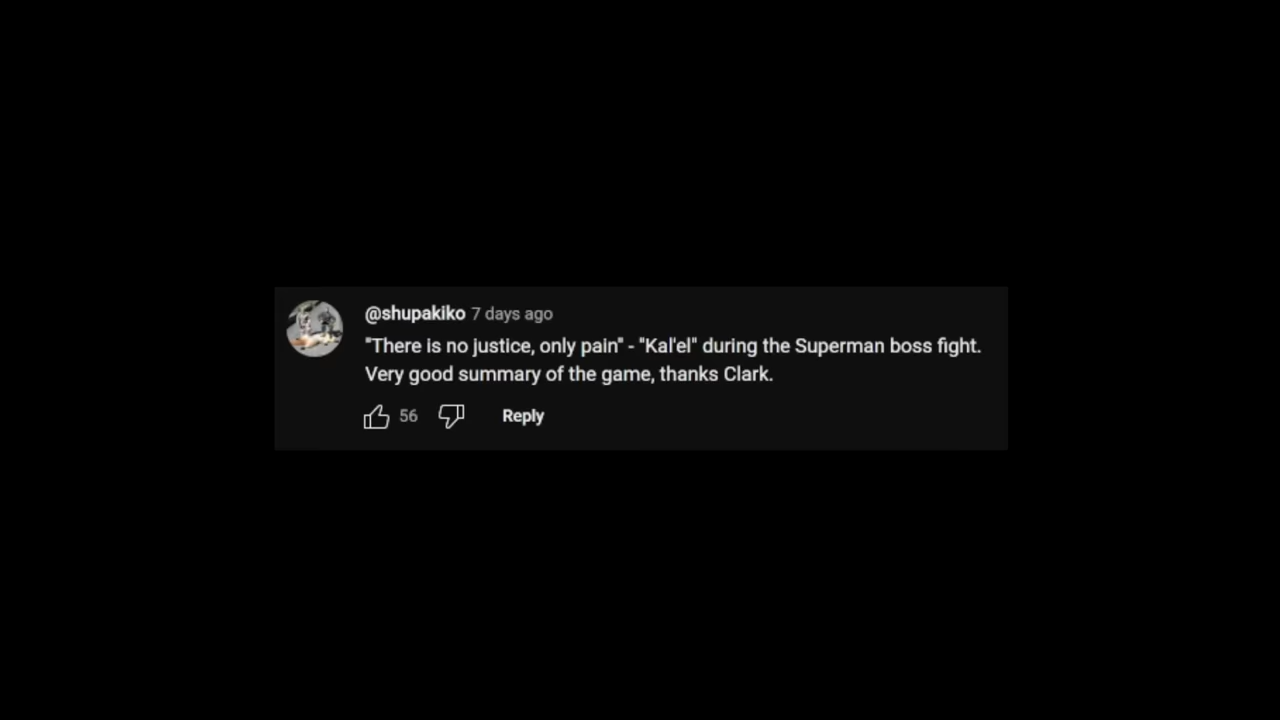 @shupakiko 7 days ago
"There is no justice, only pain" - "Kal'el" during the Superman boss fight.
Very good summary of the game, thanks Clark.
56 Reply